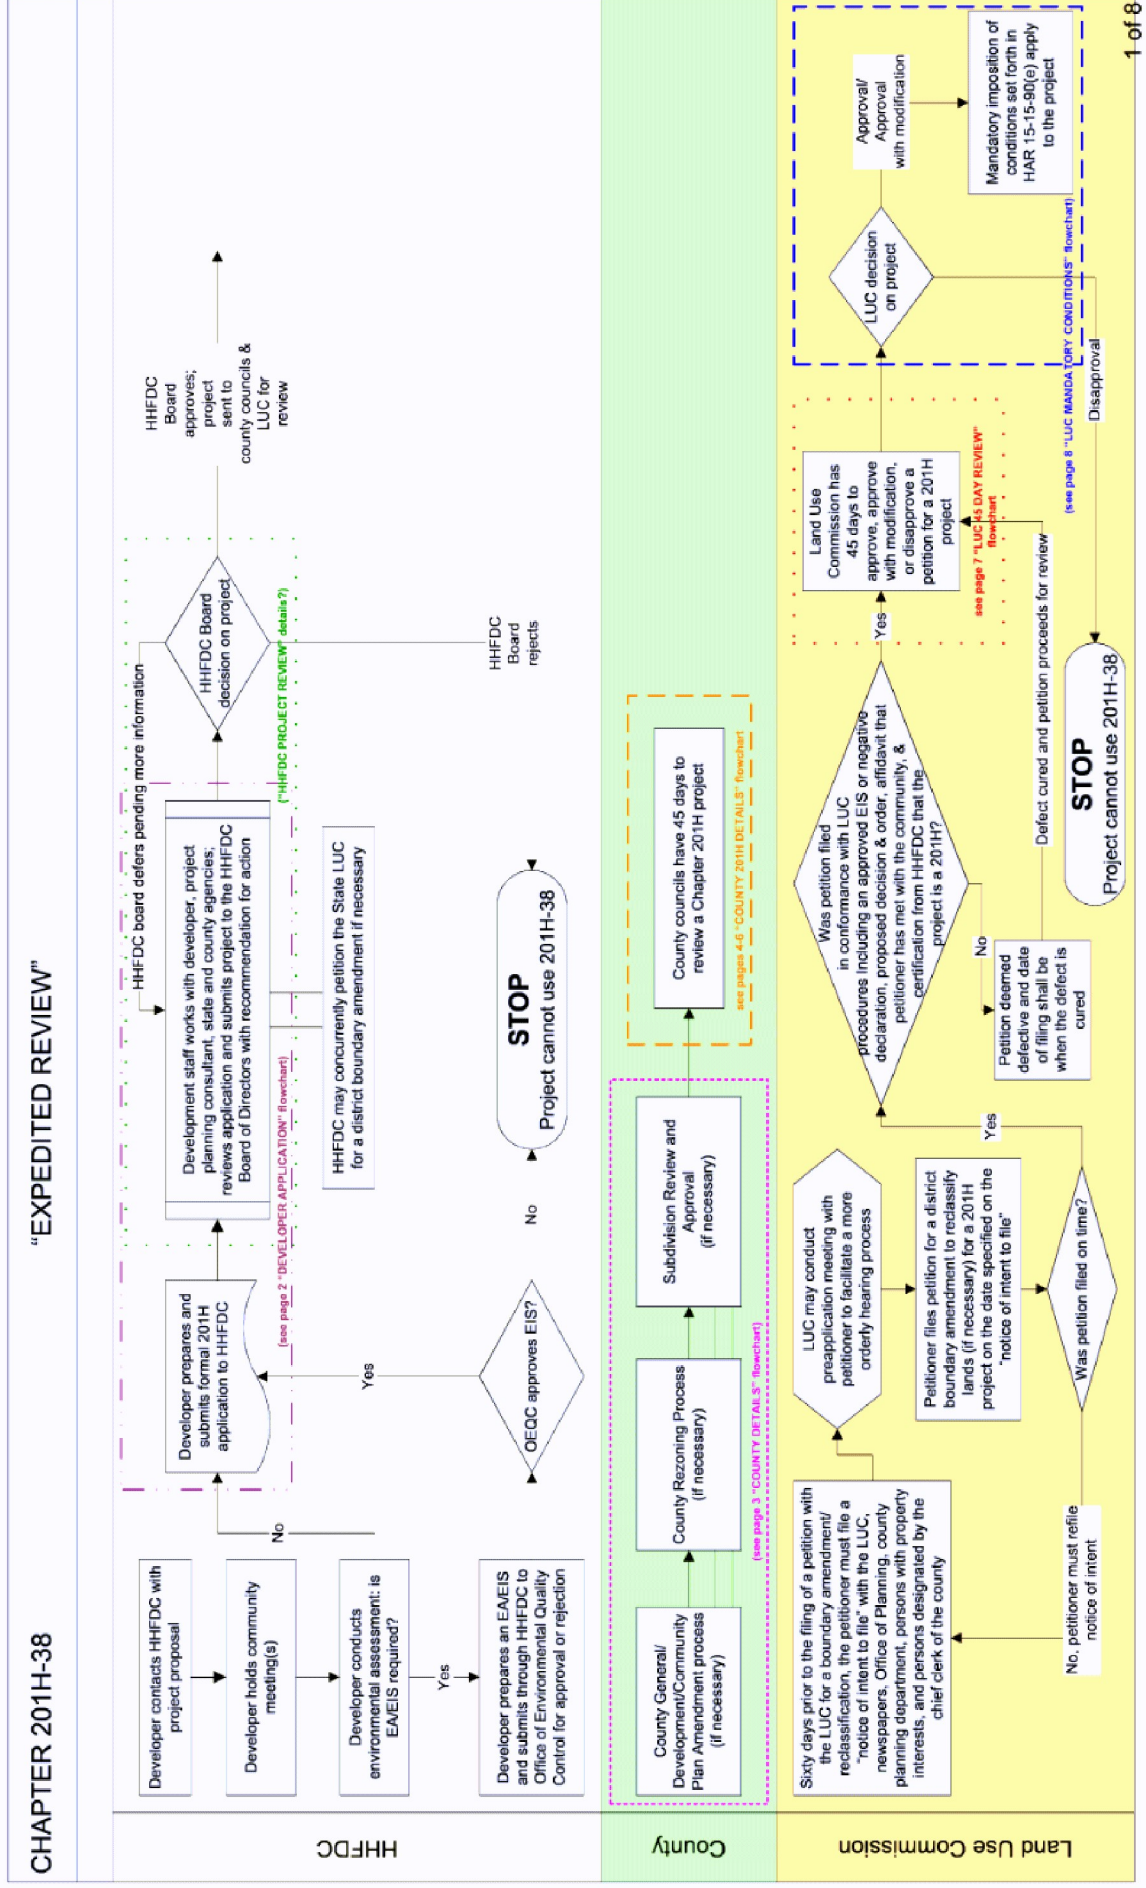 CHAPTER 201H-38
“EXPEDITED REVIEW”
HHFDC
Developer contacts HHFDC with
project proposal
Developer holds community
meeting(s)
Developer conducts
environmental assessment: is
EA/EIS required?
Yes
Developer prepares an EA/EIS
and submits through HHFDC to
Office of Environmental Quality
Control for approval or rejection
No
Developer prepares and
submits formal 201H
application to HHFDC
(see page 2 "DEVELOPER APPLICATION" flowchart)
Yes
OEQC approves EIS?
No
Development staff works with developer, project
planning consultant, state and county agencies;
reviews application and submits project to the HHFDC
Board of Directors with recommendation for action
HHFDC may concurrently petition the State LUC
for a district boundary amendment if necessary
STOP
Project cannot use 201H-38
HHFDC board defers pending more information
HHFDC Board
decision on project
("HHFDC PROJECT REVIEW" details?)
HHFDC
Board
rejects
HHFDC
Board
approves;
project
sent to
county councils &
LUC for
review
County
County General/
Development/Community
Plan Amendment process
(if necessary)
County Rezoning Process
(if necessary)
(see page 3 "COUNTY DETAILS" flowchart)
Subdivision Review and
Approval
(if necessary)
County councils have 45 days to
review a Chapter 201H project
see pages 4-6 "COUNTY 201H DETAILS" flowchart
Land Use Commission
Sixty days prior to the filing of a petition with
the LUC for a boundary amendment/
reclassification, the petitioner must file a
"notice of intent to file" with the LUC,
newspapers, Office of Planning, county
planning department, persons with property
interests, and persons designated by the
chief clerk of the county
No, petitioner must refile
notice of intent
LUC may conduct
preapplication meeting with
petitioner to facilitate a more
orderly hearing process
Petitioner files petition for a district
boundary amendment to reclassify
lands (if necessary) for a 201H
project on the date specified on the
"notice of intent to file"
Was petition filed on time?
Yes
Was petition filed
in conformance with LUC
procedures including an approved EIS or negative
declaration, proposed decision & order, affidavit that
petitioner has met with the community, &
certification from HHFDC that the
project is a 201H?
No
Petition deemed
defective and date
of filing shall be
when the defect is
cured
Defect cured and petition proceeds for review
Yes
Land Use
Commission has
45 days to
approve, approve
with modification,
or disapprove a
petition for a 201H
project
see page 7 "LUC 45 DAY REVIEW"
flowchart
STOP
Project cannot use 201H-38
Disapproval
LUC decision
on project
(see page 8 "LUC MANDATORY CONDITIONS" flowchart)
Approval/
Approval
with modification
Mandatory imposition of
conditions set forth in
HAR 15-15-90(e) apply
to the project
1 of 8